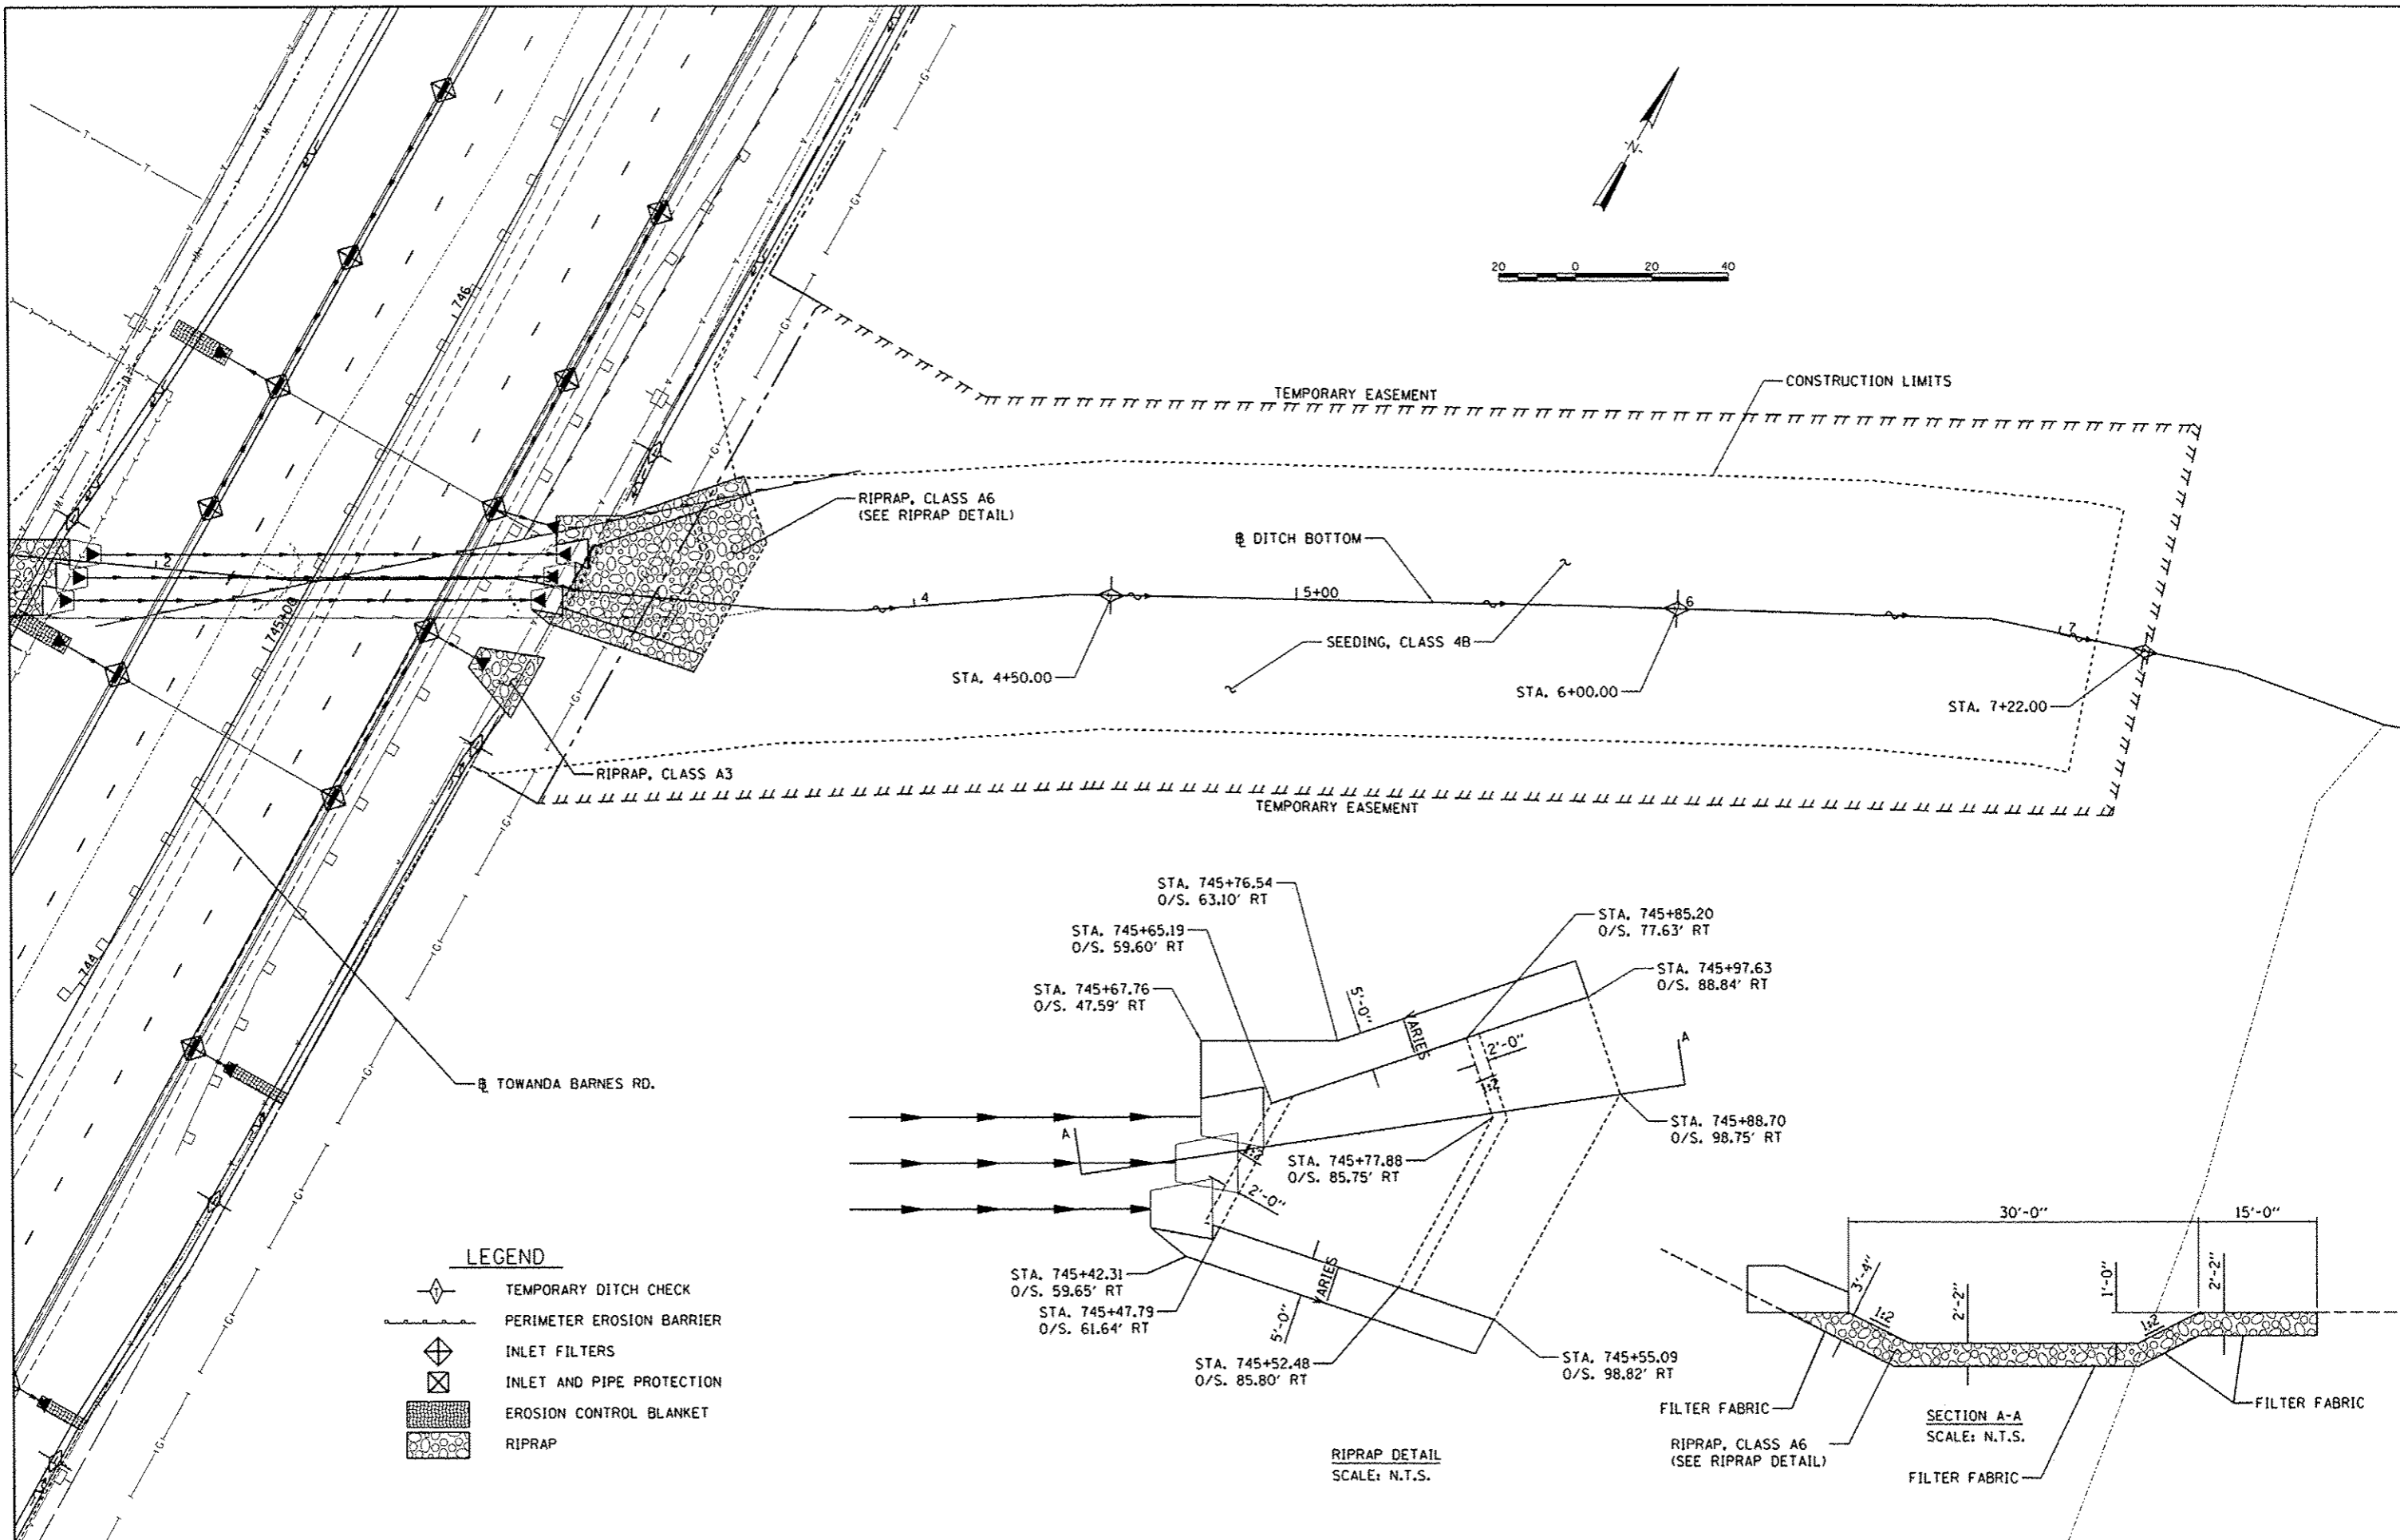 -N-
20 0 20 40
746
745+00
744
2
TEMPORARY EASEMENT
CONSTRUCTION LIMITS
RIPRAP, CLASS A6
(SEE RIPRAP DETAIL)
℄ DITCH BOTTOM
4
5+00
6
7
SEEDING, CLASS 4B
STA. 4+50.00
STA. 6+00.00
STA. 7+22.00
RIPRAP, CLASS A3
TEMPORARY EASEMENT
℄ TOWANDA BARNES RD.
STA. 745+76.54
O/S. 63.10' RT
STA. 745+65.19
O/S. 59.60' RT
STA. 745+67.76
O/S. 47.59' RT
STA. 745+85.20
O/S. 77.63' RT
STA. 745+97.63
O/S. 88.84' RT
5'-0"
VARIES
2'-0"
1:2
A
STA. 745+88.70
O/S. 98.75' RT
A
1:2
STA. 745+77.88
O/S. 85.75' RT
2'-0"
STA. 745+42.31
O/S. 59.65' RT
STA. 745+47.79
O/S. 61.64' RT
VARIES
5'-0"
STA. 745+52.48
O/S. 85.80' RT
STA. 745+55.09
O/S. 98.82' RT
RIPRAP DETAIL
SCALE: N.T.S.
30'-0"
15'-0"
3'-4"
1:2
2'-2"
1'-0"
1:2
2'-2"
FILTER FABRIC
RIPRAP, CLASS A6
(SEE RIPRAP DETAIL)
FILTER FABRIC
FILTER FABRIC
SECTION A-A
SCALE: N.T.S.
LEGEND
TEMPORARY DITCH CHECK
PERIMETER EROSION BARRIER
INLET FILTERS
INLET AND PIPE PROTECTION
EROSION CONTROL BLANKET
RIPRAP